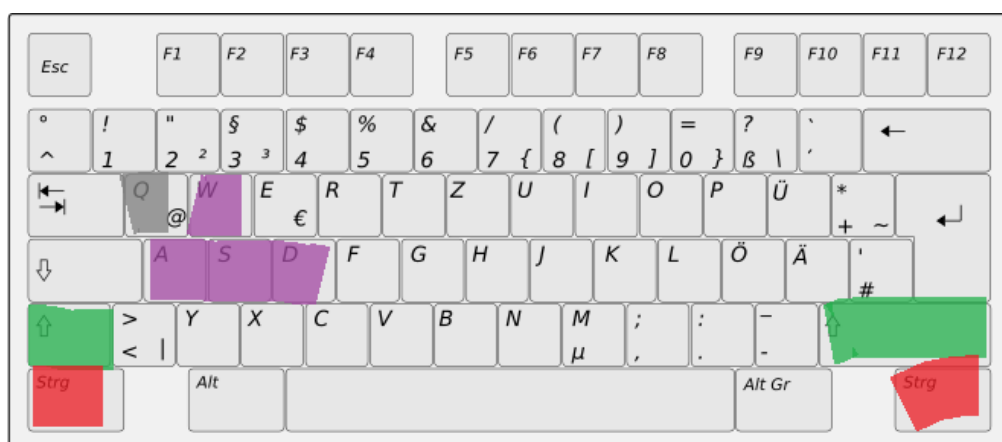 Esc F1 F2 F3 F4 F5 F6 F7 F8 F9 F10 F11 F12
° ! " § $ % & / ( ) = ? `
^ 1 2 ² 3 ³ 4 5 6 7 { 8 [ 9 ] 0 } ß \ ´
Q W E R T Z U I O P Ü *
@ € + ~
A S D F G H J K L Ö Ä '
#
> Y X C V B N M ; : –
< | µ , . -
Strg Alt Alt Gr Strg